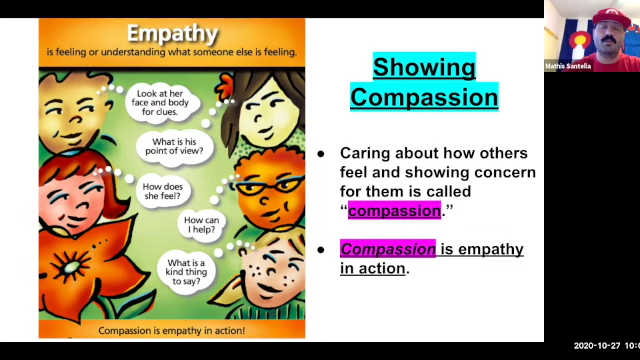 Empathy
is feeling or understanding what someone else is feeling.
Look at her
face and body
for clues.
What is his
point of view?
How does
she feel?
How can
I help?
What is a
kind thing
to say?
Compassion is empathy in action!
Showing
Compassion
● Caring about how others
feel and showing concern
for them is called
“compassion.”
● Compassion is empathy
in action.
Mathis Santella
2020-10-27 10:0